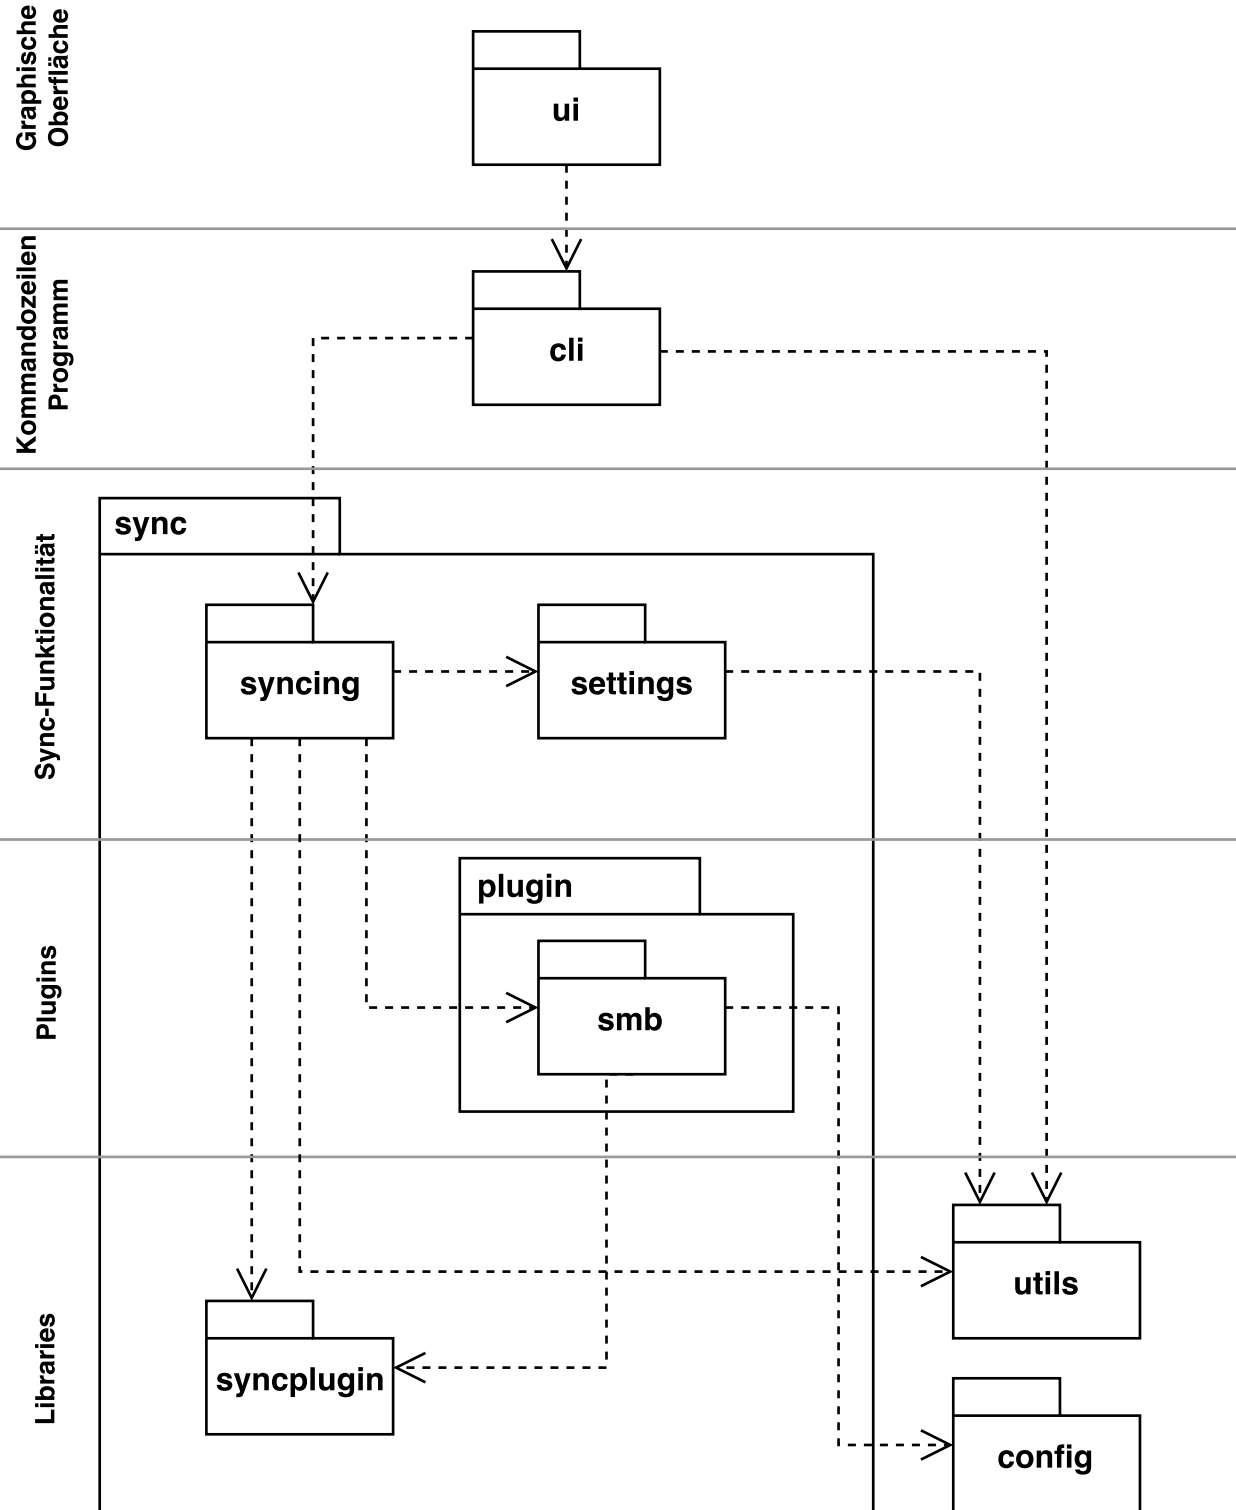 Graphische
Oberfläche
ui
Kommandozeilen
Programm
cli
Sync-Funktionalität
sync
syncing
settings
Plugins
plugin
smb
Libraries
utils
syncplugin
config